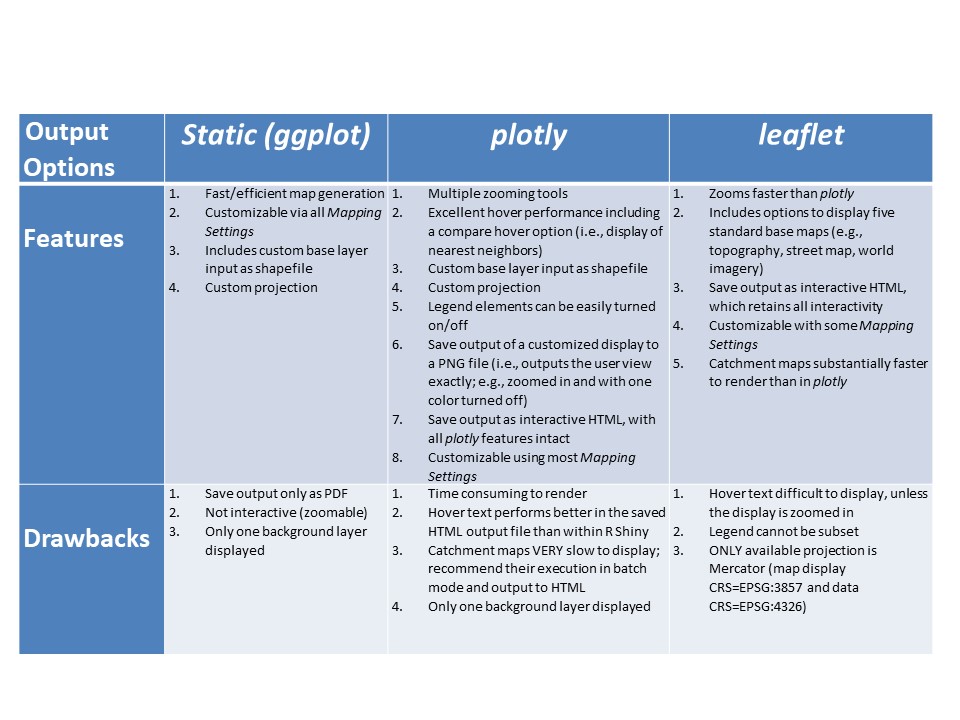 Output
Options
Static (ggplot)
plotly
leaflet
Features
1. Fast/efficient map generation
2. Customizable via all Mapping
Settings
3. Includes custom base layer
input as shapefile
4. Custom projection
1. Multiple zooming tools
2. Excellent hover performance including
a compare hover option (i.e., display of
nearest neighbors)
3. Custom base layer input as shapefile
4. Custom projection
5. Legend elements can be easily turned
on/off
6. Save output of a customized display to
a PNG file (i.e., outputs the user view
exactly; e.g., zoomed in and with one
color turned off)
7. Save output as interactive HTML, with
all plotly features intact
8. Customizable using most Mapping
Settings
1. Zooms faster than plotly
2. Includes options to display five
standard base maps (e.g.,
topography, street map, world
imagery)
3. Save output as interactive HTML,
which retains all interactivity
4. Customizable with some Mapping
Settings
5. Catchment maps substantially faster
to render than in plotly
Drawbacks
1. Save output only as PDF
2. Not interactive (zoomable)
3. Only one background layer
displayed
1. Time consuming to render
2. Hover text performs better in the saved
HTML output file than within R Shiny
3. Catchment maps VERY slow to display;
recommend their execution in batch
mode and output to HTML
4. Only one background layer displayed
1. Hover text difficult to display, unless
the display is zoomed in
2. Legend cannot be subset
3. ONLY available projection is
Mercator (map display
CRS=EPSG:3857 and data
CRS=EPSG:4326)